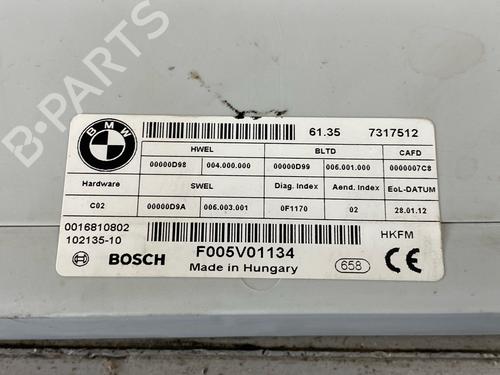 B-PARTS
BMW
61.35 7317512
HWEL BLTD CAFD
00000D98 004.000.000 00000D99 006.001.000 0000007C8
Hardware SWEL Diag. Index Aend. Index EoL-DATUM
C02 00000D9A 005.003.001 0F1170 02 28.01.12
0016810802
102135-10
HKFM
F005V01134
BOSCH
Made in Hungary
658
CE